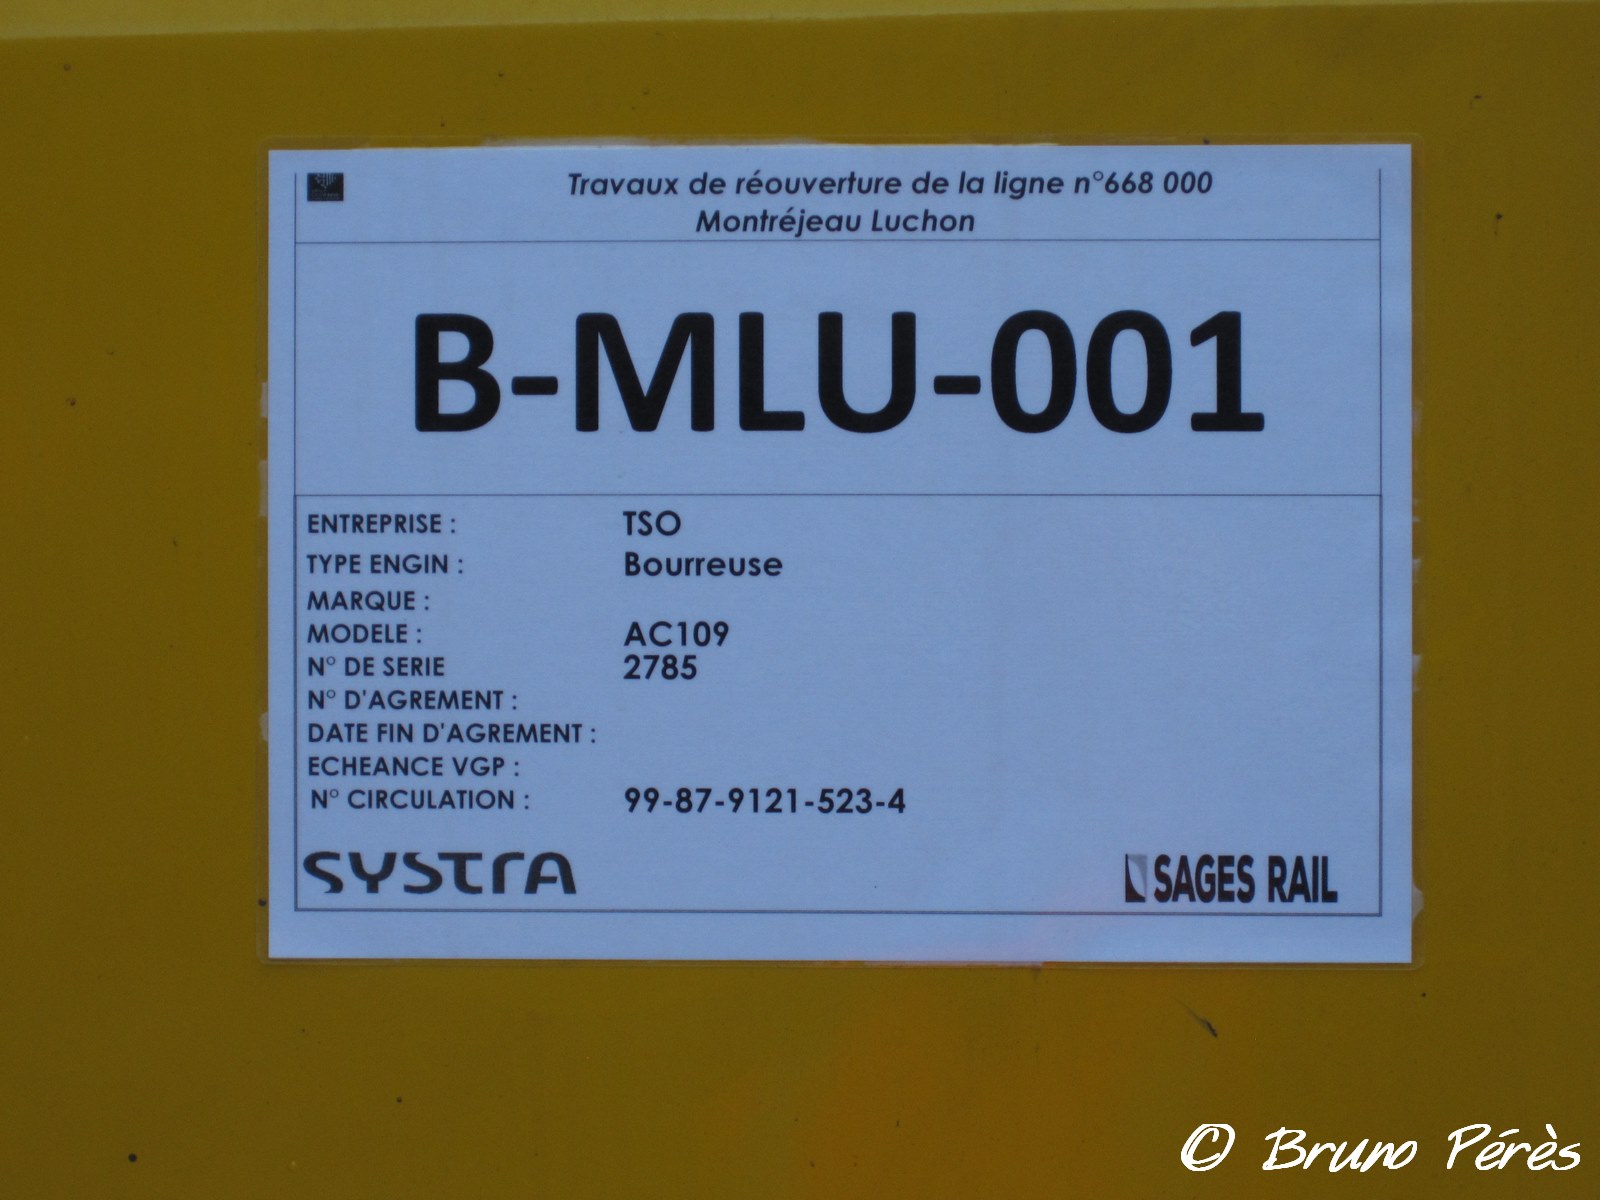 Travaux de réouverture de la ligne n°668 000
Montréjeau Luchon
B-MLU-001
ENTREPRISE : TSO
TYPE ENGIN : Bourreuse
MARQUE :
MODELE : AC109
N° DE SERIE 2785
N° D'AGREMENT :
DATE FIN D'AGREMENT :
ECHEANCE VGP :
N° CIRCULATION : 99-87-9121-523-4
SYSTRA SAGES RAIL
© Bruno Pérès